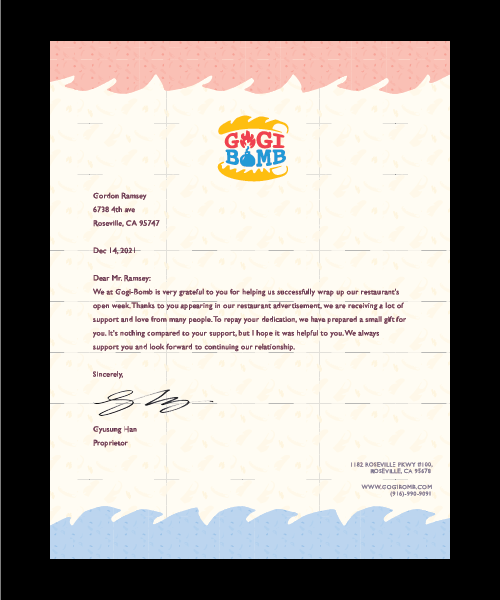 GOGI
BOMB
Gordon Ramsey
6738 4th ave
Roseville, CA 95747
Dec 14, 2021
Dear Mr. Ramsey:
We at Gogi-Bomb is very grateful to you for helping us successfully wrap up our restaurant's
open week. Thanks to you appearing in our restaurant advertisement, we are receiving a lot of
support and love from many people. To repay your dedication, we have prepared a small gift for
you. It's nothing compared to your support, but I hope it was helpful to you. We always
support you and look forward to continuing our relationship.
Sincerely,
Gyusung Han
Proprietor
1182 ROSEVILLE PKWY #100,
ROSEVILLE, CA 95678
WWW.GOGIBOMB.COM
(916)-990-9091